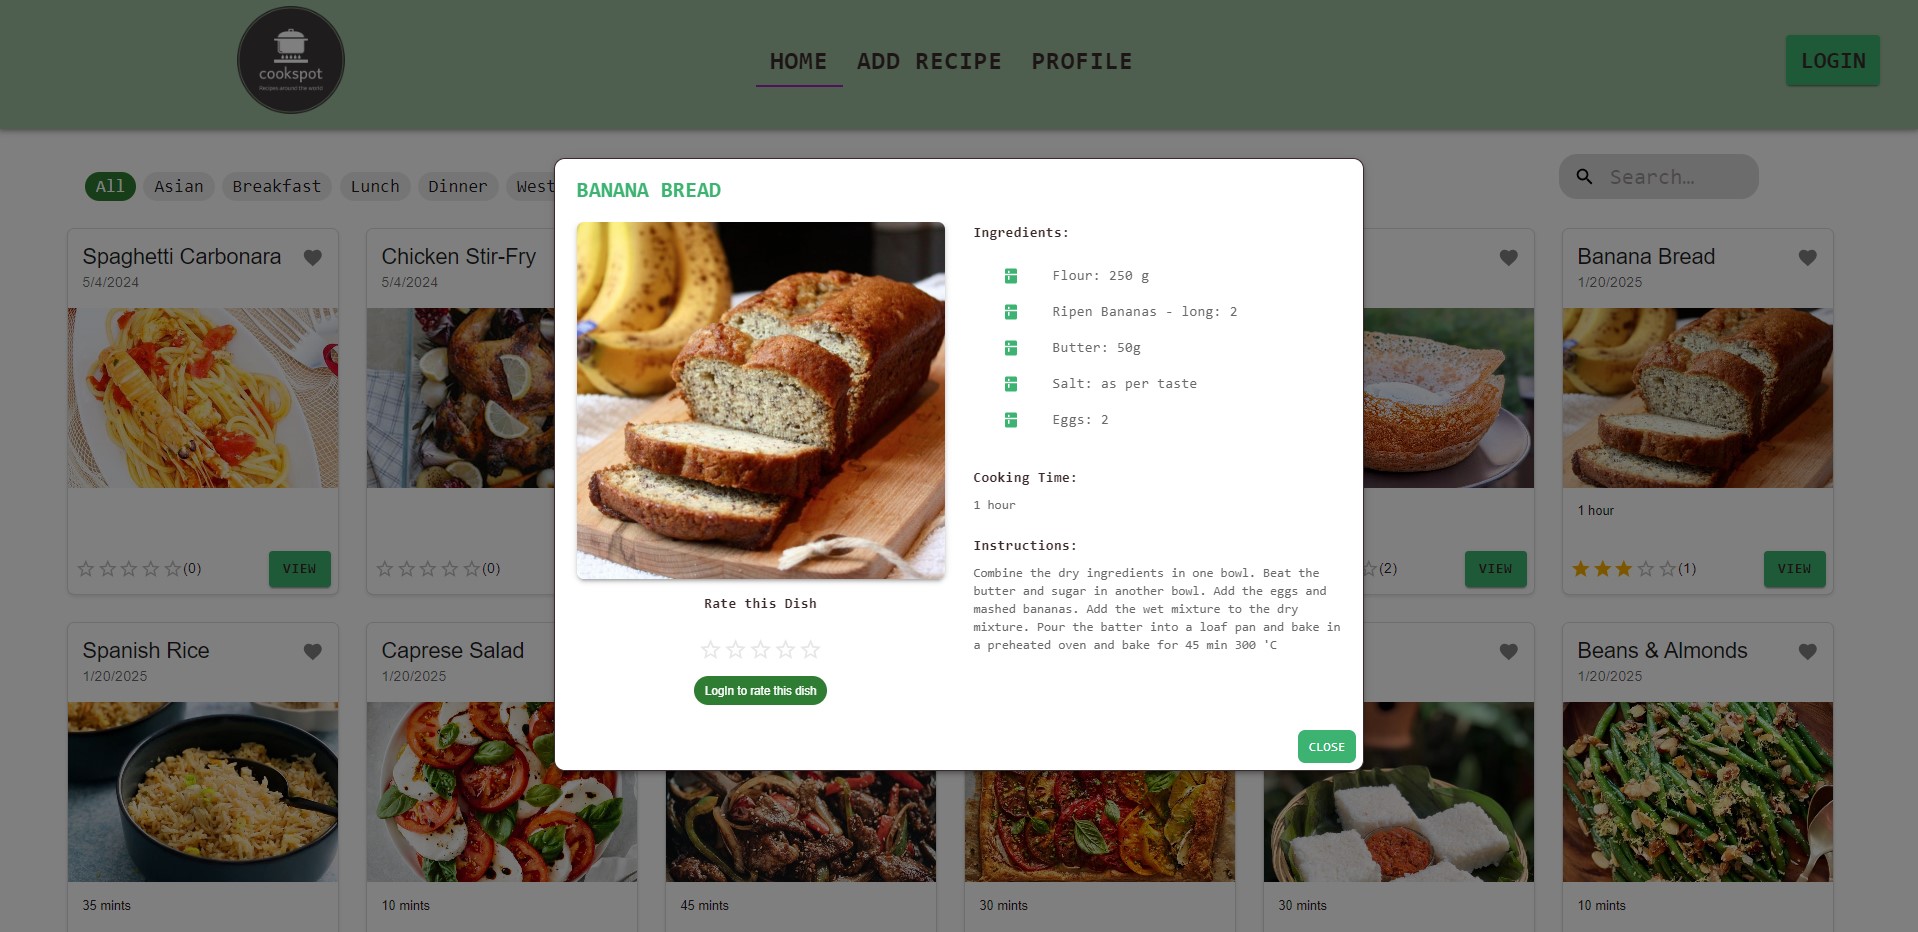 cookspot
Recipes around the world
HOME ADD RECIPE PROFILE
LOGIN
All Asian Breakfast Lunch Dinner West
Search…
Spaghetti Carbonara
5/4/2024
(0)
VIEW
Chicken Stir-Fry
5/4/2024
(0)
BANANA BREAD
Rate this Dish
Login to rate this dish
Ingredients:
Flour: 250 g
Ripen Bananas - long: 2
Butter: 50g
Salt: as per taste
Eggs: 2
Cooking Time:
1 hour
Instructions:
Combine the dry ingredients in one bowl. Beat the
butter and sugar in another bowl. Add the eggs and
mashed bananas. Add the wet mixture to the dry
mixture. Pour the batter into a loaf pan and bake in
a preheated oven and bake for 45 min 300 'C
CLOSE
(2)
VIEW
Banana Bread
1/20/2025
1 hour
(1)
VIEW
Spanish Rice
1/20/2025
35 mints
Caprese Salad
1/20/2025
10 mints
45 mints
30 mints
30 mints
Beans & Almonds
1/20/2025
10 mints